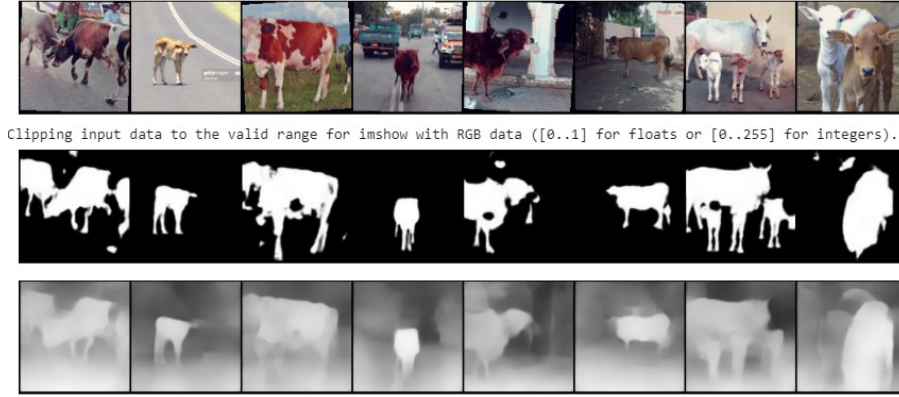 Clipping input data to the valid range for imshow with RGB data ([0..1] for floats or [0..255] for integers).